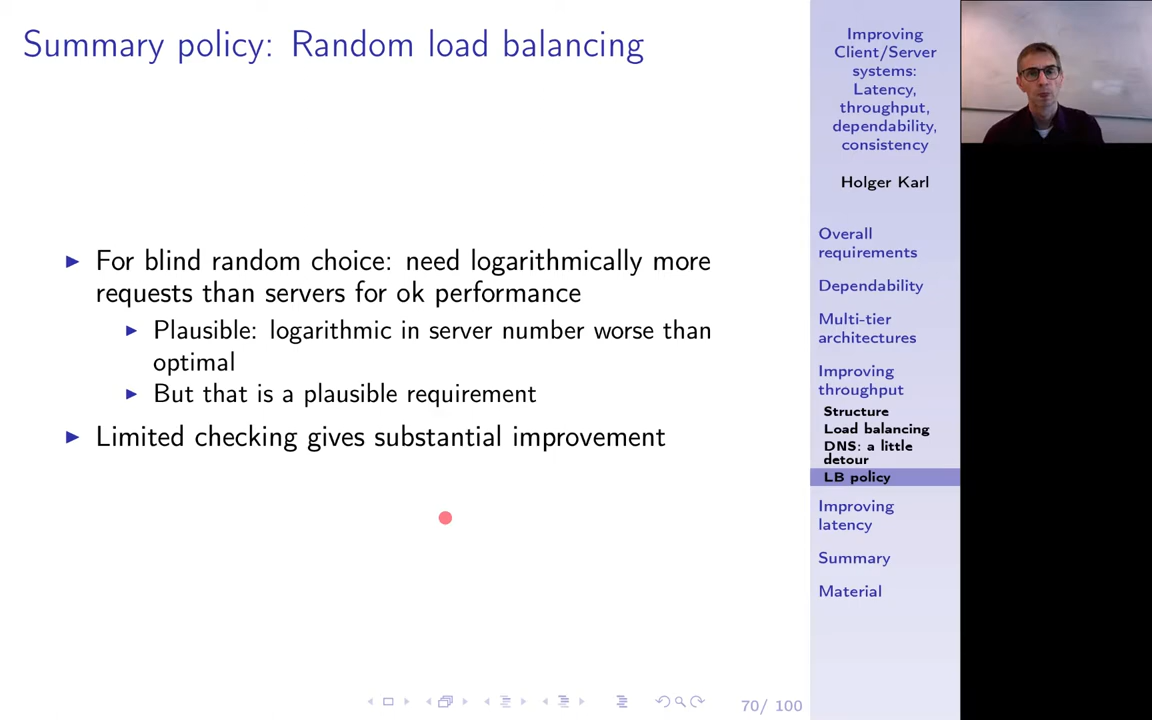 Summary policy: Random load balancing
For blind random choice: need logarithmically more
requests than servers for ok performance
Plausible: logarithmic in server number worse than
optimal
But that is a plausible requirement
Limited checking gives substantial improvement
70/ 100
Improving
Client/Server
systems:
Latency,
throughput,
dependability,
consistency
Holger Karl
Overall
requirements
Dependability
Multi-tier
architectures
Improving
throughput
Structure
Load balancing
DNS: a little
detour
LB policy
Improving
latency
Summary
Material